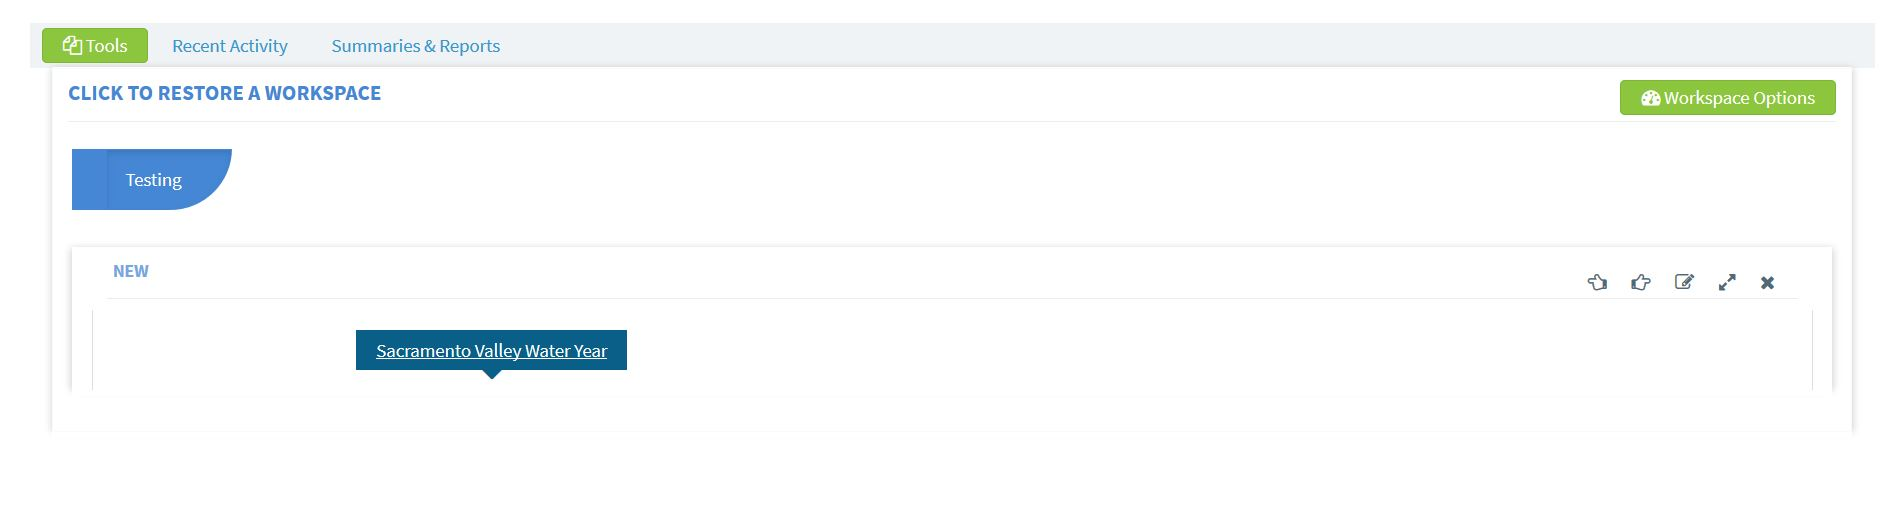 Tools Recent Activity Summaries & Reports
CLICK TO RESTORE A WORKSPACE
Workspace Options
Testing
NEW
Sacramento Valley Water Year